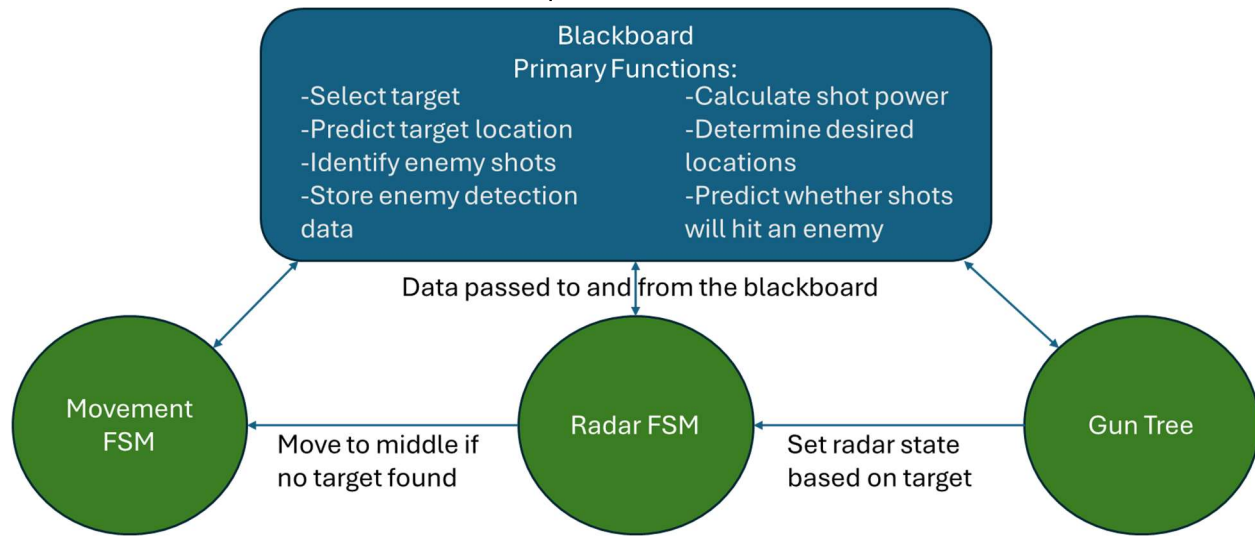 Blackboard
Primary Functions:
-Select target
-Predict target location
-Identify enemy shots
-Store enemy detection
data
-Calculate shot power
-Determine desired
locations
-Predict whether shots
will hit an enemy
Data passed to and from the blackboard
Movement
FSM
Move to middle if
no target found
Radar FSM
Set radar state
based on target
Gun Tree